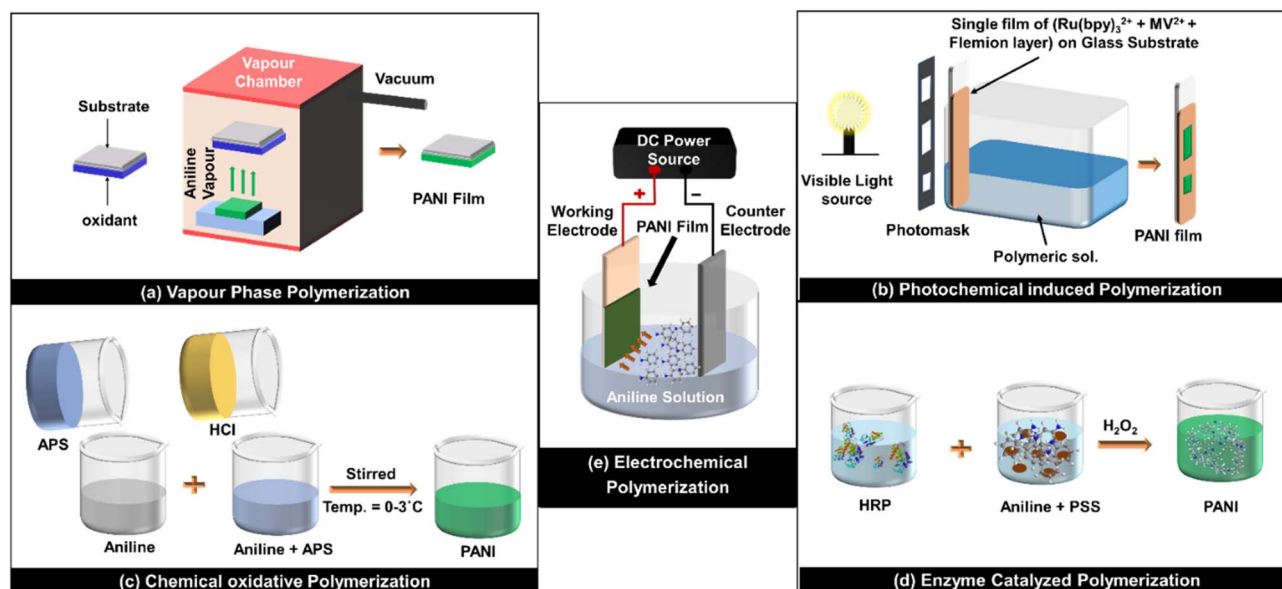 Vapour
Chamber
Vacuum
Substrate
oxidant
Aniline
Vapour
PANI Film
(a) Vapour Phase Polymerization
Single film of (Ru(bpy)₃²⁺ + MV²⁺ +
Flemion layer) on Glass Substrate
Visible Light
source
Photomask
Polymeric sol.
PANI film
(b) Photochemical induced Polymerization
APS
HCl
Aniline
+
Aniline + APS
Stirred
Temp. = 0-3°C
PANI
(c) Chemical oxidative Polymerization
HRP
+
Aniline + PSS
H₂O₂
PANI
(d) Enzyme Catalyzed Polymerization
DC Power
Source
+
−
Working
Electrode
PANI Film
Counter
Electrode
Aniline Solution
(e) Electrochemical
Polymerization